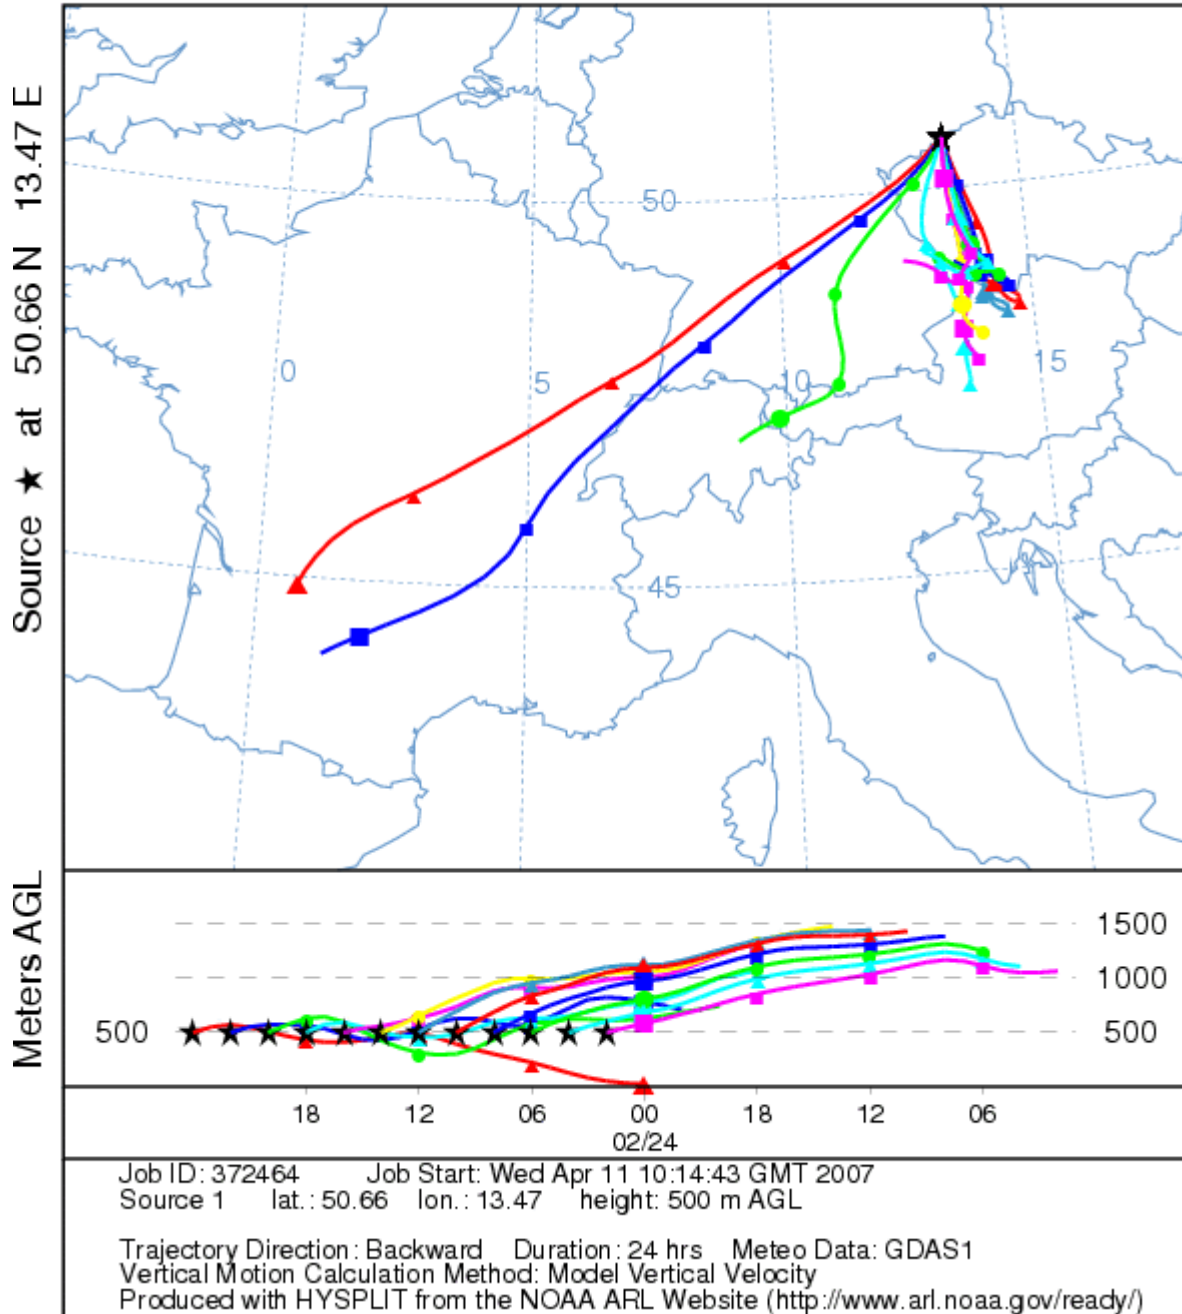 Source ★ at 50.66 N 13.47 E
50
0
5
10
15
45
Meters AGL
1500
1000
500
500
18 12 06 00 18 12 06
02/24
Job ID: 372464 Job Start: Wed Apr 11 10:14:43 GMT 2007
Source 1 lat.: 50.66 lon.: 13.47 height: 500 m AGL
Trajectory Direction: Backward Duration: 24 hrs Meteo Data: GDAS1
Vertical Motion Calculation Method: Model Vertical Velocity
Produced with HYSPLIT from the NOAA ARL Website (http://www.arl.noaa.gov/ready/)